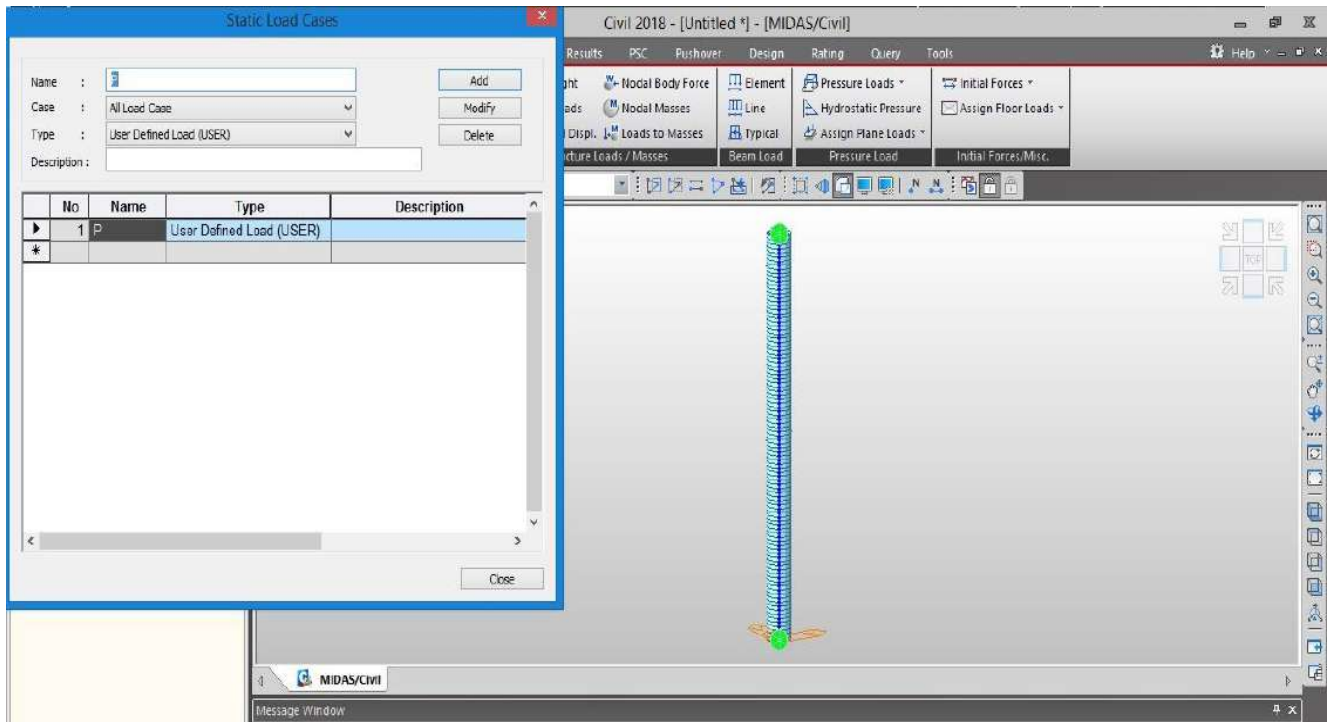 Static Load Cases
Civil 2018 - [Untitled *] - [MIDAS/Civil]
Results PSC Pushover Design Rating Query Tools
Help
Name : P
Add
Case : All Load Case
Modify
Type : User Defined Load (USER)
Delete
Description :
Nodal Body Force
Nodal Masses
Displ. Loads to Masses
Loads / Masses
Element
Line
Typical
Beam Load
Pressure Loads
Hydrostatic Pressure
Assign Plane Loads
Pressure Load
Initial Forces
Assign Floor Loads
Initial Forces/Misc.
No Name Type Description
1 P User Defined Load (USER)
*
Close
TOP
MIDAS/Civil
Message Window